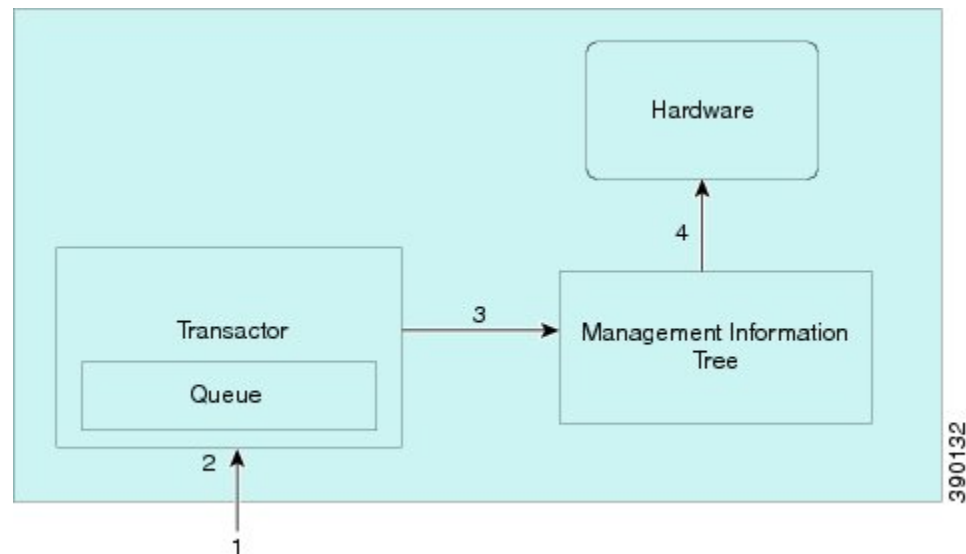 Hardware
4
Transactor
3
Management Information
Tree
Queue
2
1
390132